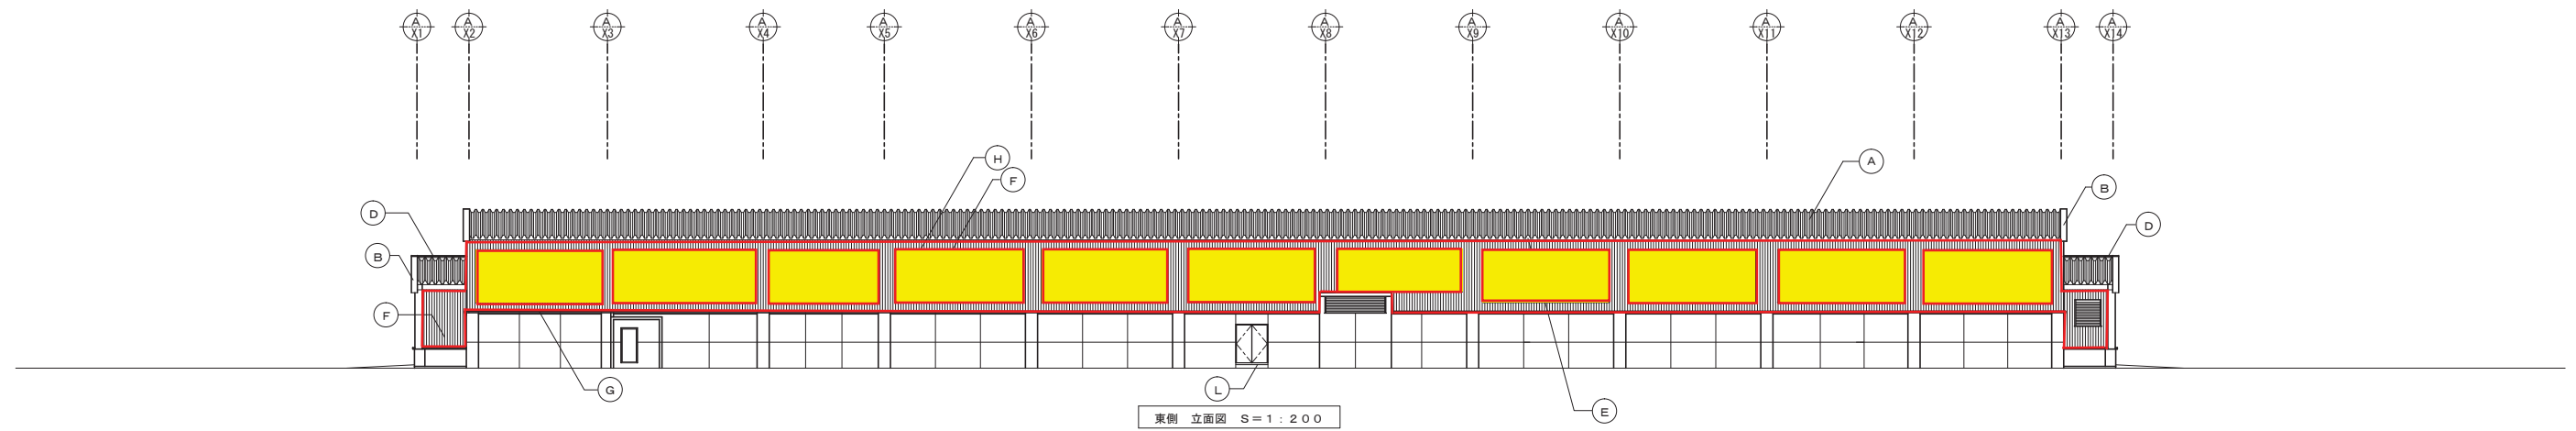 A A A A A A A A A A A A A A
X1 X2 X3 X4 X5 X6 X7 X8 X9 X10 X11 X12 X13 X14
H
A
F
B
D
D
B
F
G
L
E
東側 立面図 S=1:200